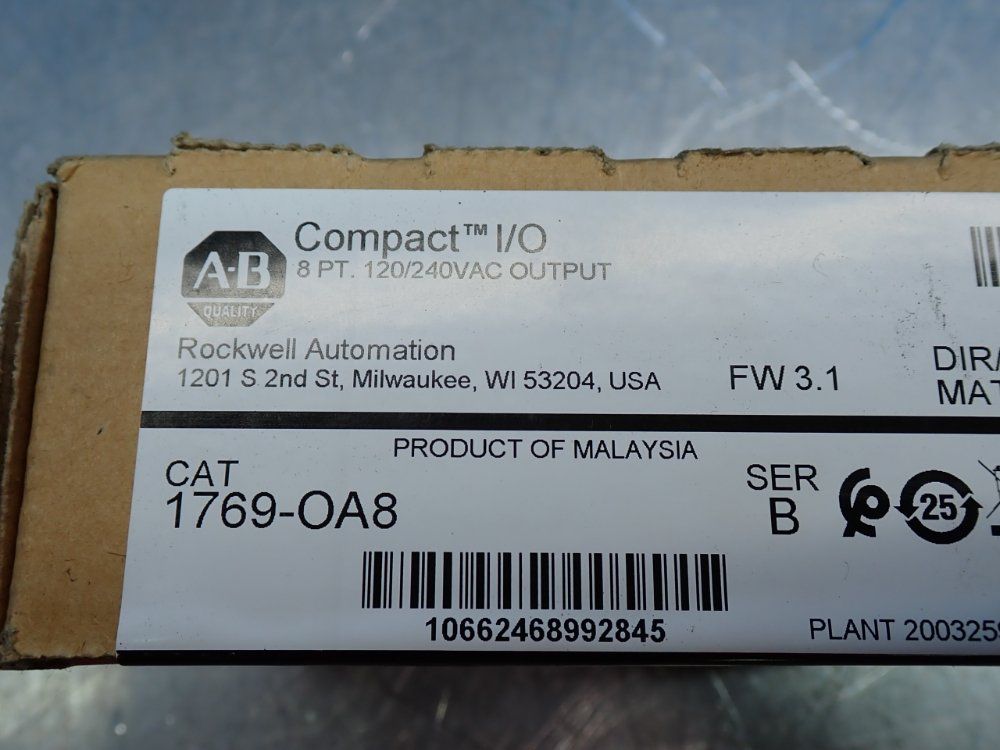 A-B
QUALITY
Compact™ I/O
8 PT. 120/240VAC OUTPUT
Rockwell Automation
1201 S 2nd St, Milwaukee, WI 53204, USA
FW 3.1
PRODUCT OF MALAYSIA
CAT
1769-OA8
SER
B
25
10662468992845
PLANT